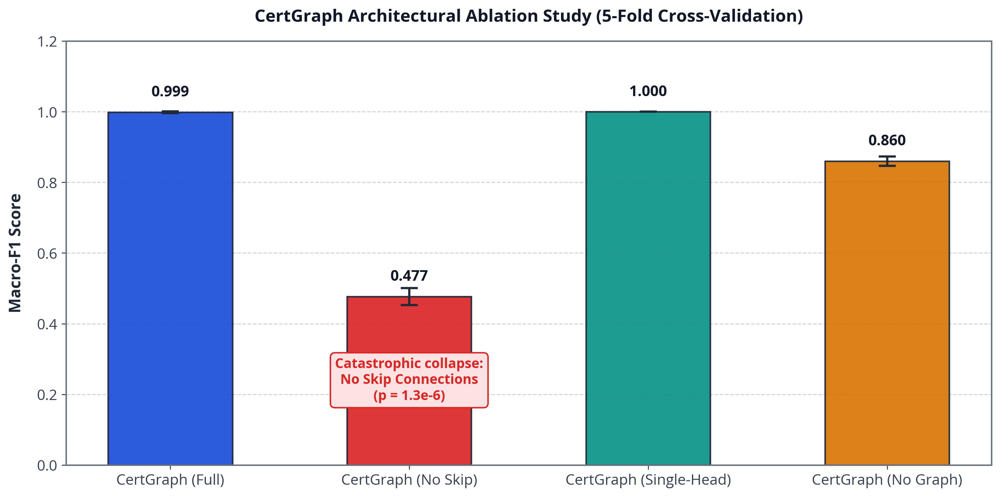 CertGraph Architectural Ablation Study (5-Fold Cross-Validation)
Macro-F1 Score
1.2
1.0
0.8
0.6
0.4
0.2
0.0
0.999
0.477
1.000
0.860
Catastrophic collapse:
No Skip Connections
(p = 1.3e-6)
CertGraph (Full)
CertGraph (No Skip)
CertGraph (Single-Head)
CertGraph (No Graph)